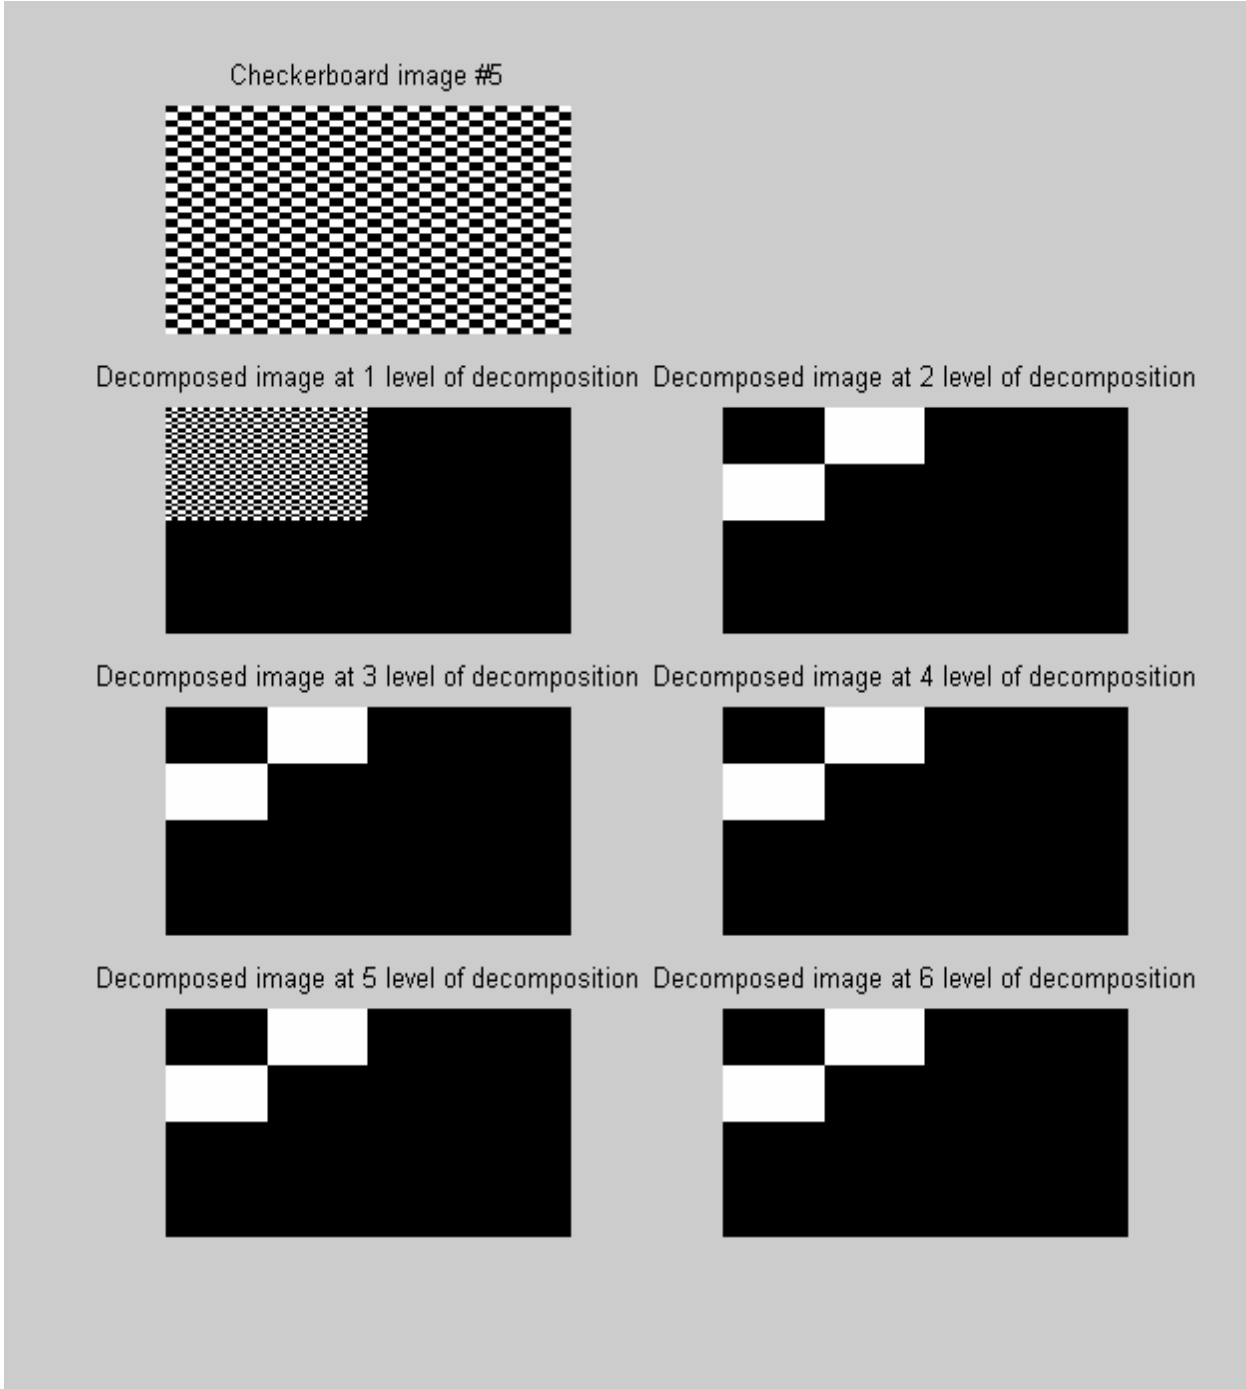 Checkerboard image #5
Decomposed image at 1 level of decomposition
Decomposed image at 2 level of decomposition
Decomposed image at 3 level of decomposition
Decomposed image at 4 level of decomposition
Decomposed image at 5 level of decomposition
Decomposed image at 6 level of decomposition